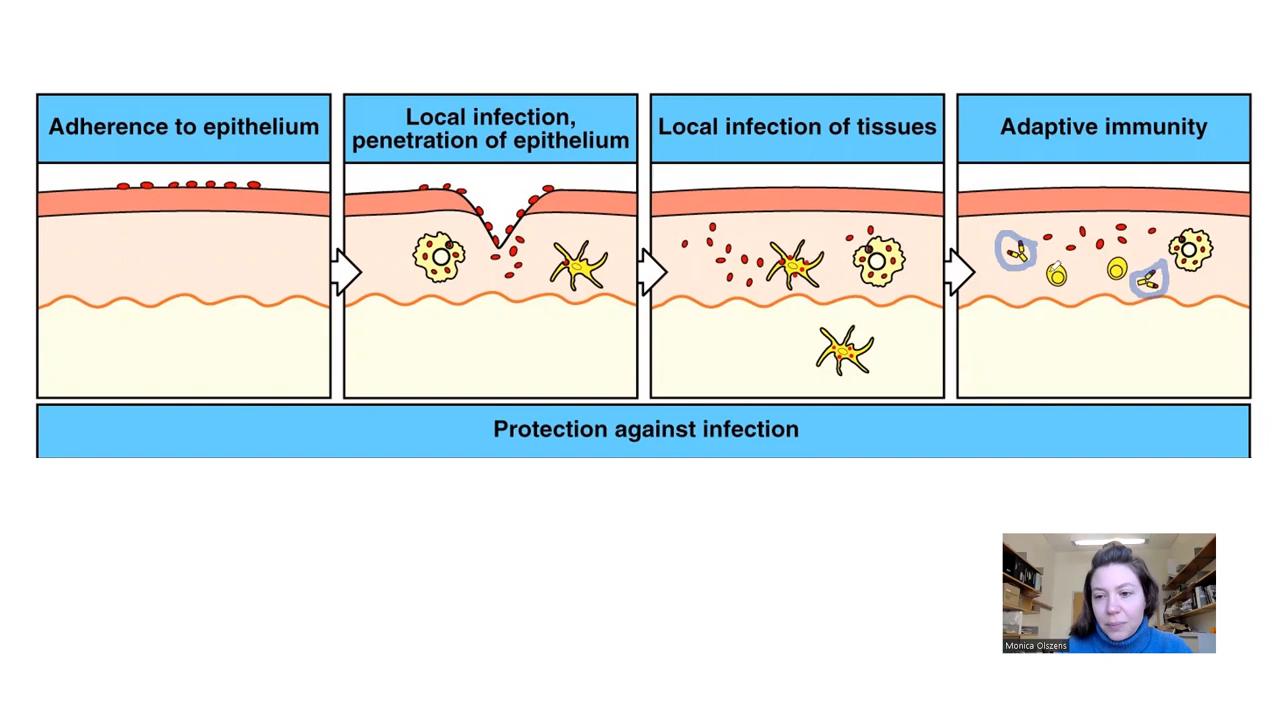 Adherence to epithelium
Local infection,
penetration of epithelium
Local infection of tissues
Adaptive immunity
Protection against infection
Monica Olszens